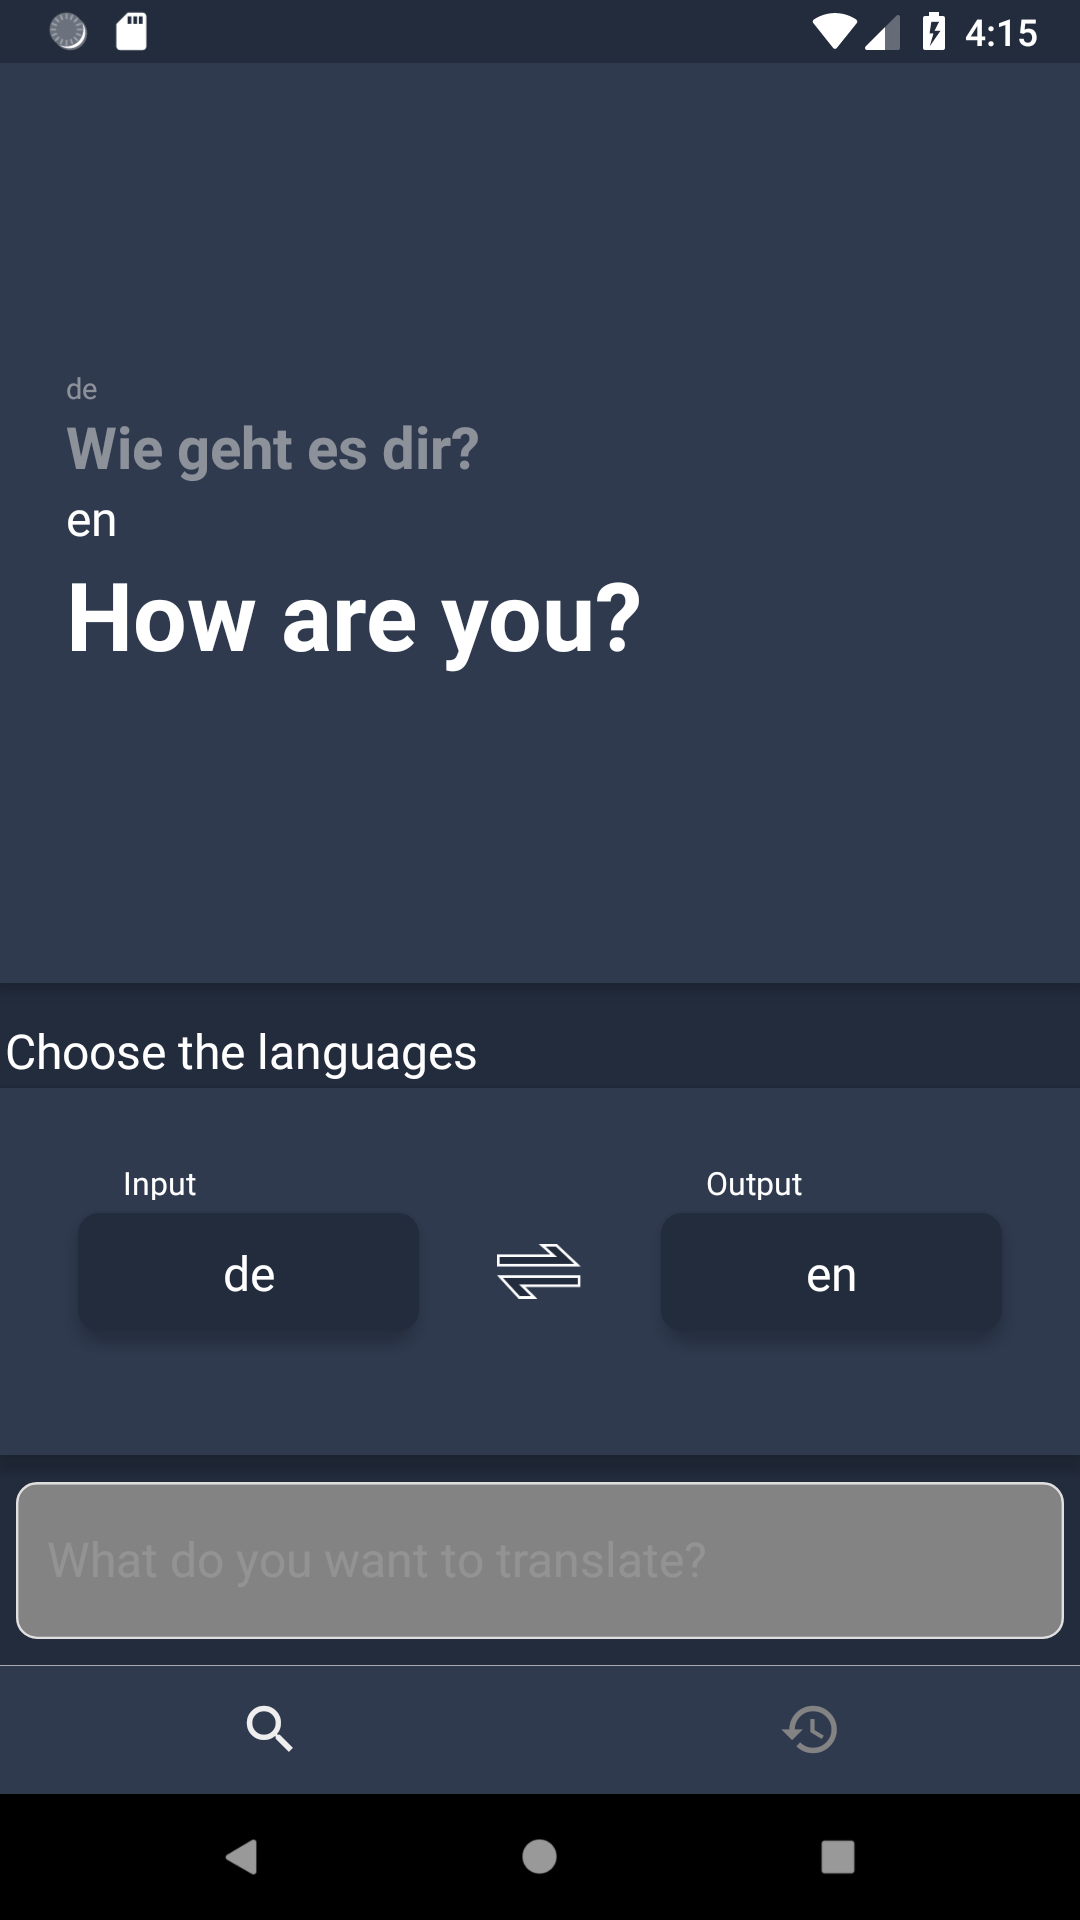 4:15
de
Wie geht es dir?
en
How are you?
Choose the languages
Input
Output
de
en
What do you want to translate?